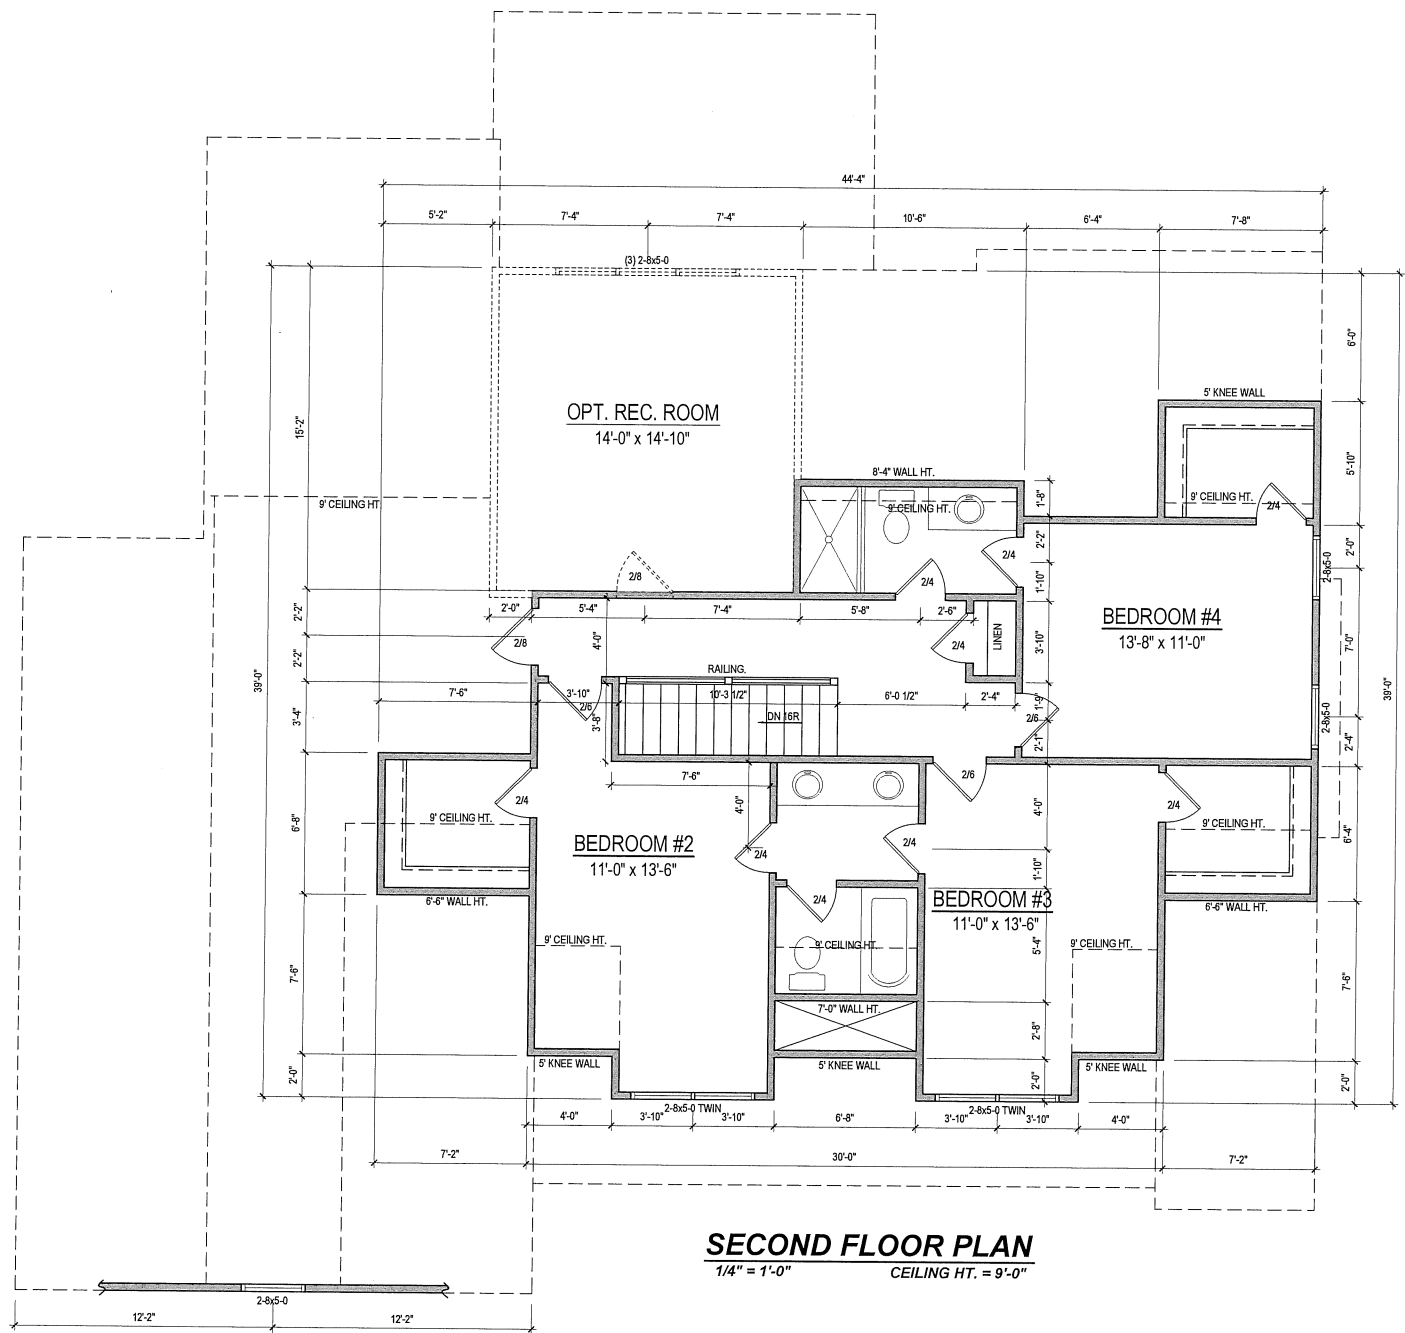 44'-4"
5'-2"
7'-4"
7'-4"
10'-6"
6'-4"
7'-8"
(3) 2-8x5-0
6'-0"
5' KNEE WALL
OPT. REC. ROOM
14'-0" x 14'-10"
15'-2"
5'-10"
8'-4" WALL HT.
9' CEILING HT.
9' CEILING HT.
9' CEILING HT.
1'-8"
2/4
2'-2"
2/4
2'-0"
2-8x5-0
2/8
2/4
1'-10"
2'-2"
2'-0"
5'-4"
7'-4"
5'-8"
2'-6"
BEDROOM #4
13'-8" x 11'-0"
4'-0"
2/8
2/4
LINEN
3'-10"
7'-0"
2'-2"
RAILING.
39'-0"
39'-0"
7'-6"
3'-10"
10'-3 1/2"
6'-0 1/2"
2'-4"
1'-9"
2/6
3'-8"
DN 16R
2/6
2-8x5-0
3'-4"
2'-1"
2'-4"
7'-6"
2/6
4'-0"
2/4
4'-0"
2/4
6'-8"
9' CEILING HT.
9' CEILING HT.
6'-4"
BEDROOM #2
11'-0" x 13'-6"
2/4
2/4
1'-10"
6'-6" WALL HT.
2/4
BEDROOM #3
11'-0" x 13'-6"
6'-6" WALL HT.
9' CEILING HT.
9' CEILING HT.
5'-4"
9' CEILING HT.
7'-6"
7'-6"
7'-0" WALL HT.
2'-8"
5' KNEE WALL
5' KNEE WALL
5' KNEE WALL
2'-0"
2'-0"
2'-0"
2-8x5-0 TWIN
2-8x5-0 TWIN
4'-0"
3'-10"
3'-10"
6'-8"
3'-10"
3'-10"
4'-0"
7'-2"
30'-0"
7'-2"
SECOND FLOOR PLAN
1/4" = 1'-0"
CEILING HT. = 9'-0"
2-8x5-0
12'-2"
12'-2"